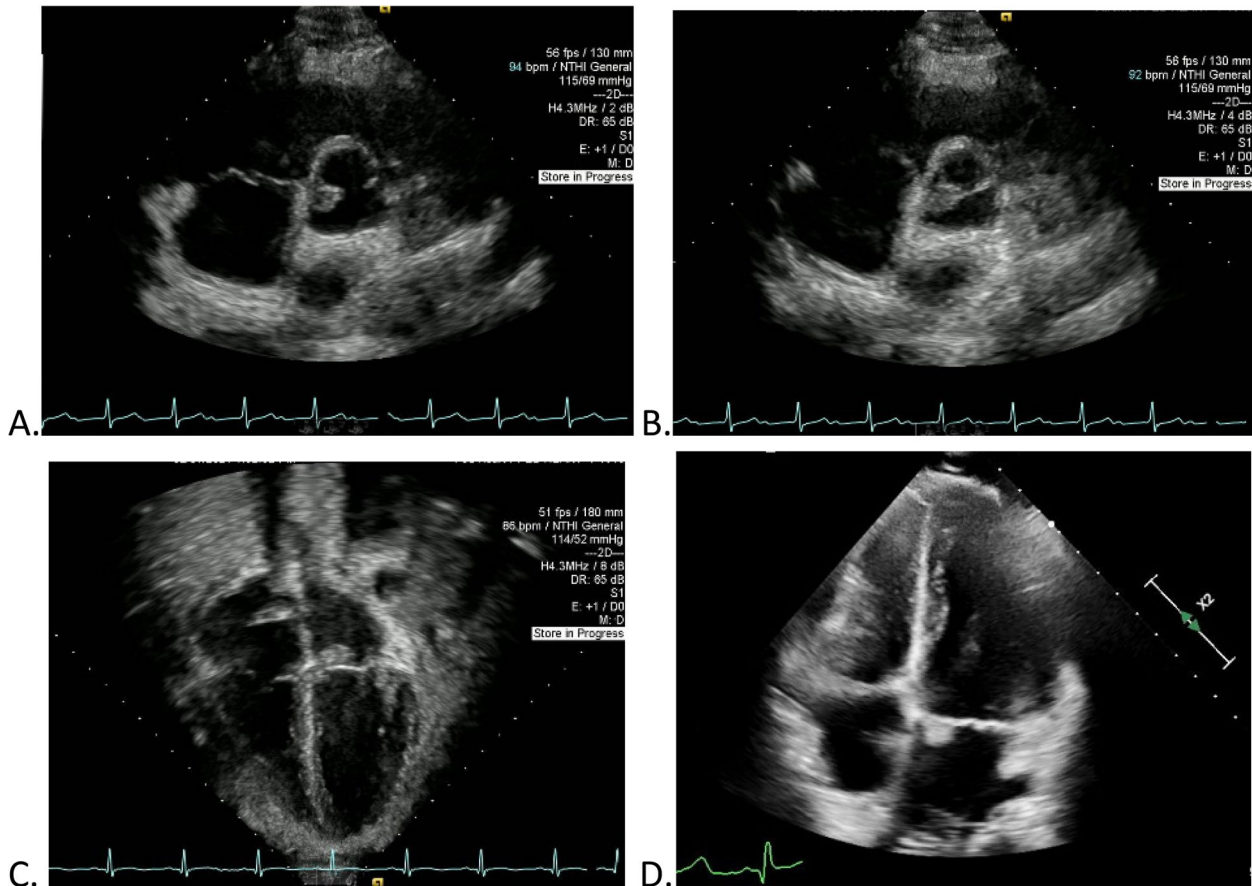 56 fps / 130 mm
94 bpm / NTHI General
115/69 mmHg
---2D---
H4.3MHz / 2 dB
DR: 65 dB
S1
E: +1 / D0
M: D
Store in Progress
A.
56 fps / 130 mm
92 bpm / NTHI General
115/69 mmHg
---2D---
H4.3MHz / 4 dB
DR: 65 dB
S1
E: +1 / D0
M: D
Store in Progress
B.
51 fps / 180 mm
86 bpm / NTHI General
114/52 mmHg
---2D---
H4.3MHz / 8 dB
DR: 65 dB
S1
E: +1 / D0
M: D
Store in Progress
C.
X2
D.